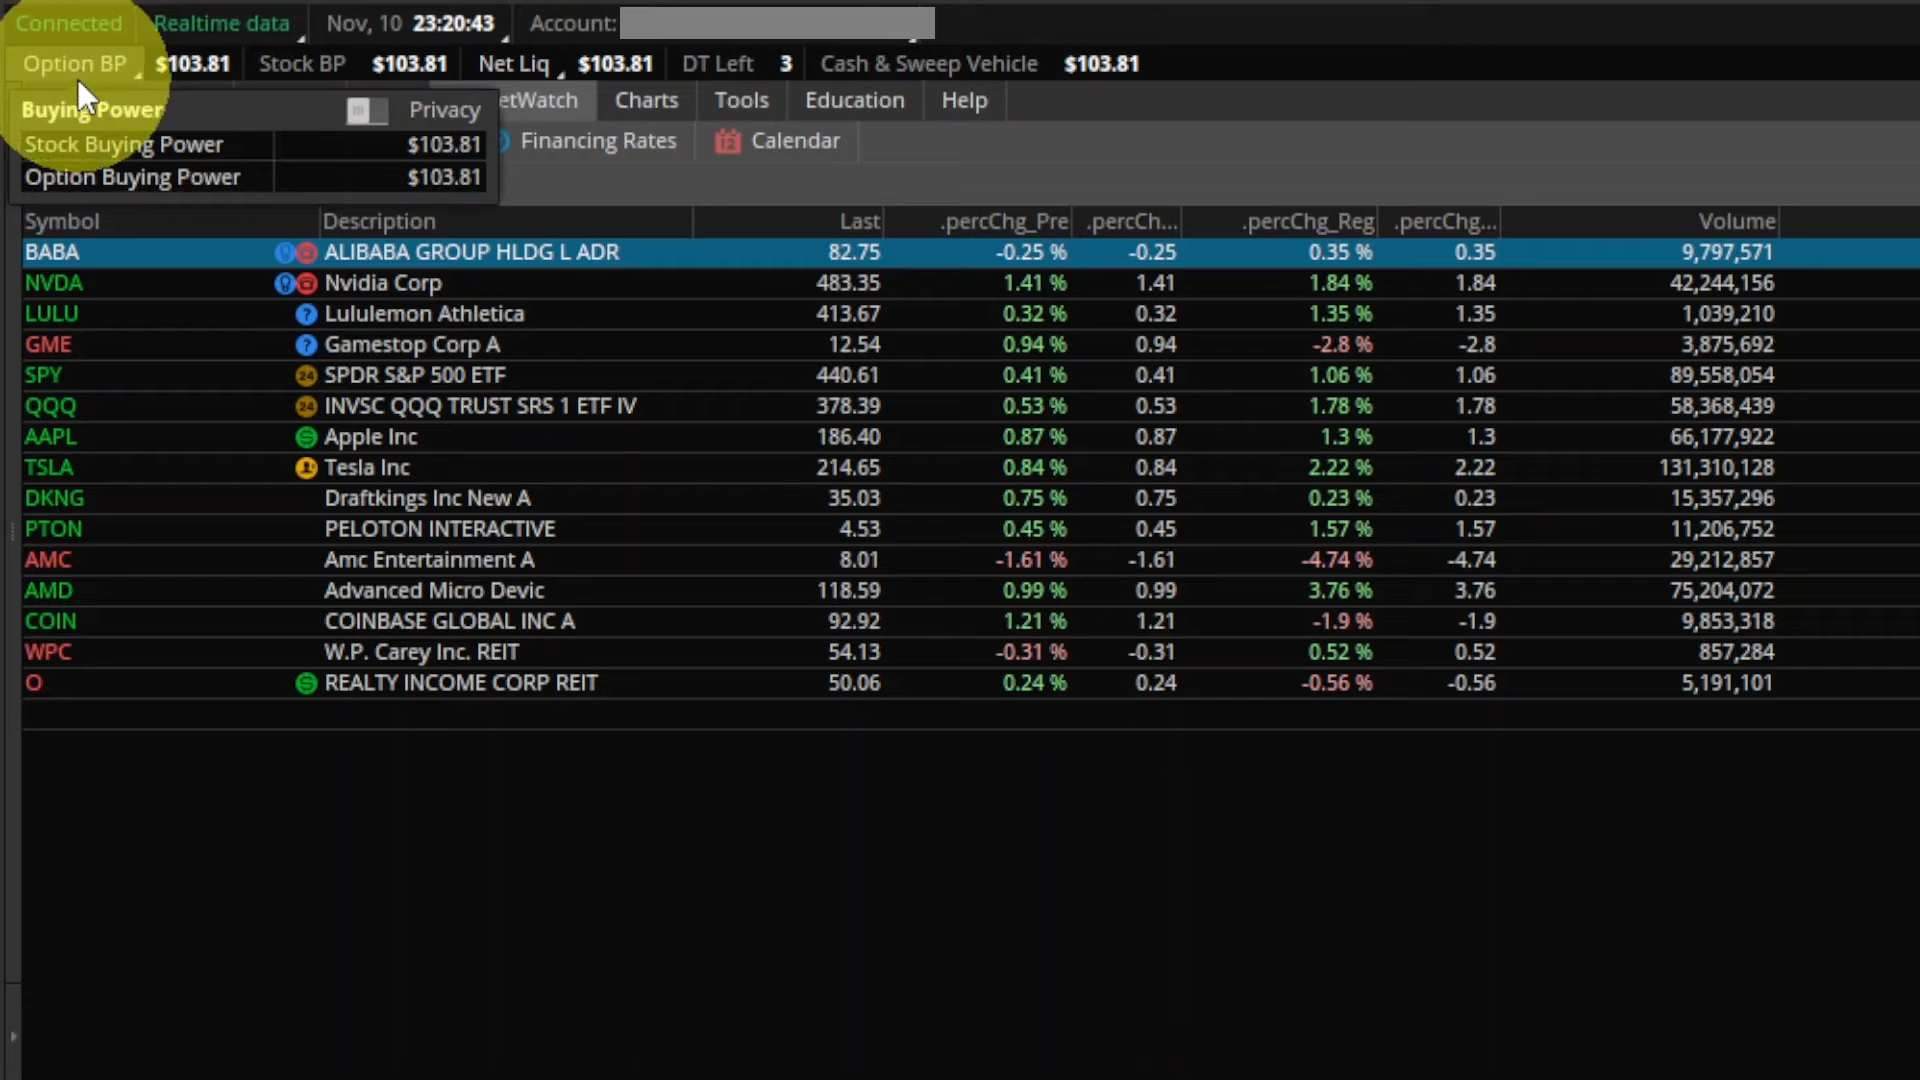 Connected Realtime data Nov, 10 23:20:43 Account:
Option BP $103.81 Stock BP $103.81 Net Liq $103.81 DT Left 3 Cash & Sweep Vehicle $103.81
Buying Power Privacy etWatch Charts Tools Education Help
Stock Buying Power $103.81 Financing Rates 12 Calendar
Option Buying Power $103.81
Symbol Description Last .percChg_Pre .percCh... .percChg_Reg .percChg... Volume
BABA ALIBABA GROUP HLDG L ADR 82.75 -0.25 % -0.25 0.35 % 0.35 9,797,571
NVDA Nvidia Corp 483.35 1.41 % 1.41 1.84 % 1.84 42,244,156
LULU ? Lululemon Athletica 413.67 0.32 % 0.32 1.35 % 1.35 1,039,210
GME ? Gamestop Corp A 12.54 0.94 % 0.94 -2.8 % -2.8 3,875,692
SPY 24 SPDR S&P 500 ETF 440.61 0.41 % 0.41 1.06 % 1.06 89,558,054
QQQ 24 INVSC QQQ TRUST SRS 1 ETF IV 378.39 0.53 % 0.53 1.78 % 1.78 58,368,439
AAPL Apple Inc 186.40 0.87 % 0.87 1.3 % 1.3 66,177,922
TSLA Tesla Inc 214.65 0.84 % 0.84 2.22 % 2.22 131,310,128
DKNG Draftkings Inc New A 35.03 0.75 % 0.75 0.23 % 0.23 15,357,296
PTON PELOTON INTERACTIVE 4.53 0.45 % 0.45 1.57 % 1.57 11,206,752
AMC Amc Entertainment A 8.01 -1.61 % -1.61 -4.74 % -4.74 29,212,857
AMD Advanced Micro Devic 118.59 0.99 % 0.99 3.76 % 3.76 75,204,072
COIN COINBASE GLOBAL INC A 92.92 1.21 % 1.21 -1.9 % -1.9 9,853,318
WPC W.P. Carey Inc. REIT 54.13 -0.31 % -0.31 0.52 % 0.52 857,284
O REALTY INCOME CORP REIT 50.06 0.24 % 0.24 -0.56 % -0.56 5,191,101